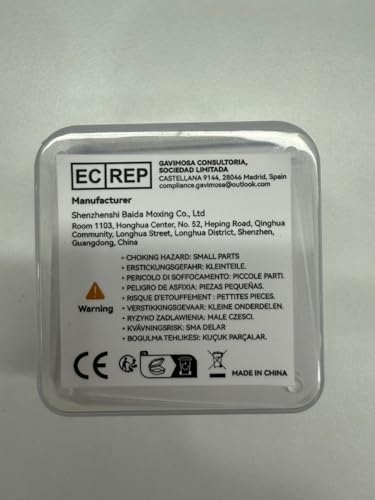 EC REP
GAVIMOSA CONSULTORIA,
SOCIEDAD LIMITADA
CASTELLANA 9144, 28046 Madrid, Spain
compliance.gavimosa@outlook.com
Manufacturer
Shenzhenshi Baida Moxing Co., Ltd
Room 1103, Honghua Center, No. 52, Heping Road, Qinghua
Community, Longhua Street, Longhua District, Shenzhen,
Guangdong, China
Warning
• CHOKING HAZARD: SMALL PARTS
• ERSTICKUNGSGEFAHR: KLEINTEILE.
• PERICOLO DI SOFFOCAMENTO: PICCOLE PARTI.
• PELIGRO DE ASFIXIA: PIEZAS PEQUEÑAS.
• RISQUE D'ETOUFFEMENT : PETTITES PIECES.
• VERSTIKKINGSGEVAAR: KLEINE ONDERDELEN.
• RYZYKO ZADLAWIENIA: MALE CZESCI.
• KVÄVNINGSRISK: SMA DELAR
• BOGULMA TEHLIKESI: KUÇUK PARÇALAR.
CE
MADE IN CHINA